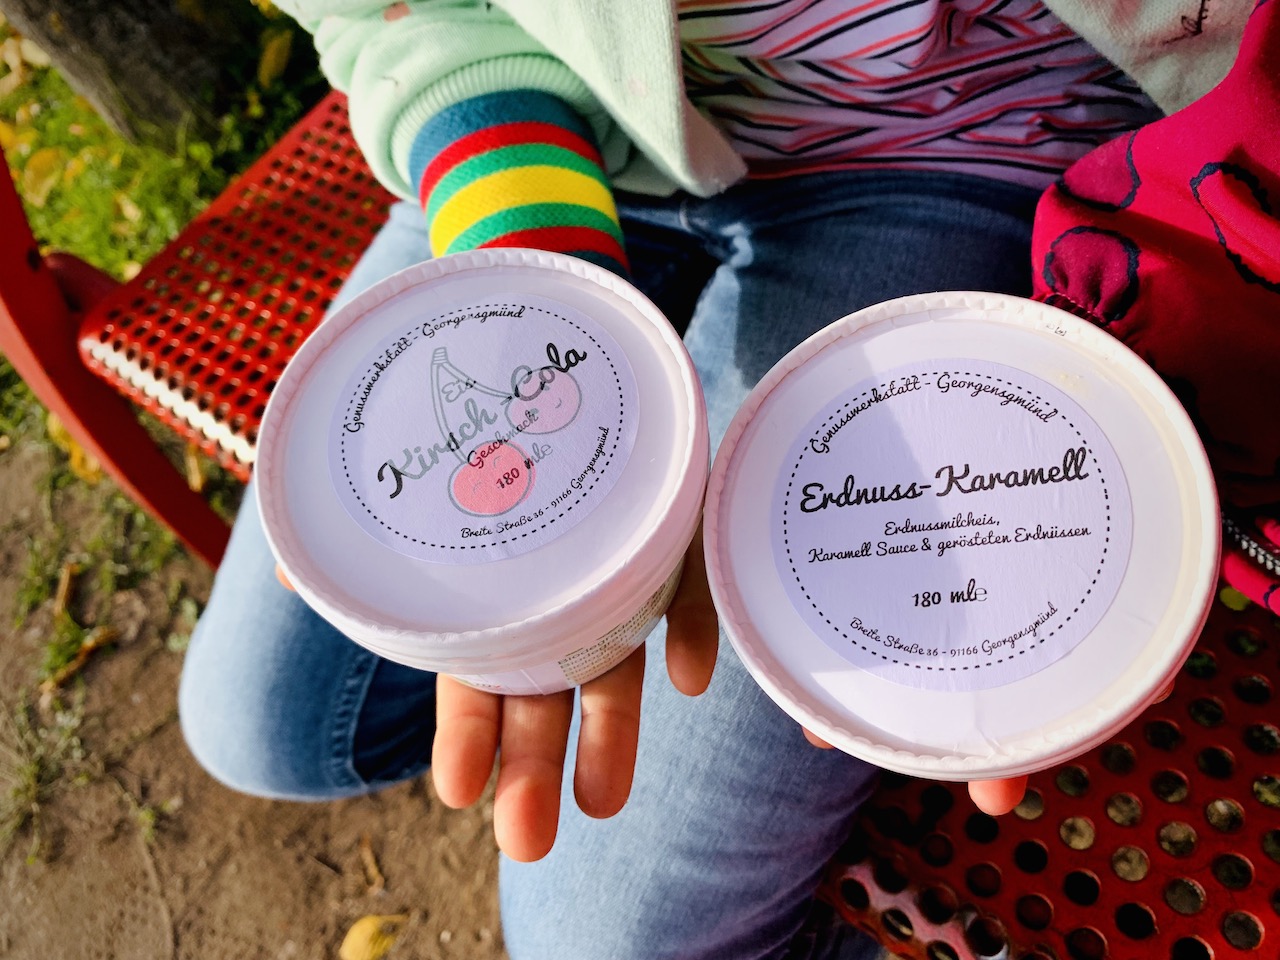 Genusswerkstatt - Georgensgmünd
Eis
Kirsch-Cola
Geschmack
180 ml℮
Breite Straße 36 - 91166 Georgensgmünd
Genusswerkstatt - Georgensgmünd
Erdnuss-Karamell
Erdnussmilcheis,
Karamell Sauce & gerösteten Erdnüssen
180 ml℮
Breite Straße 36 - 91166 Georgensgmünd